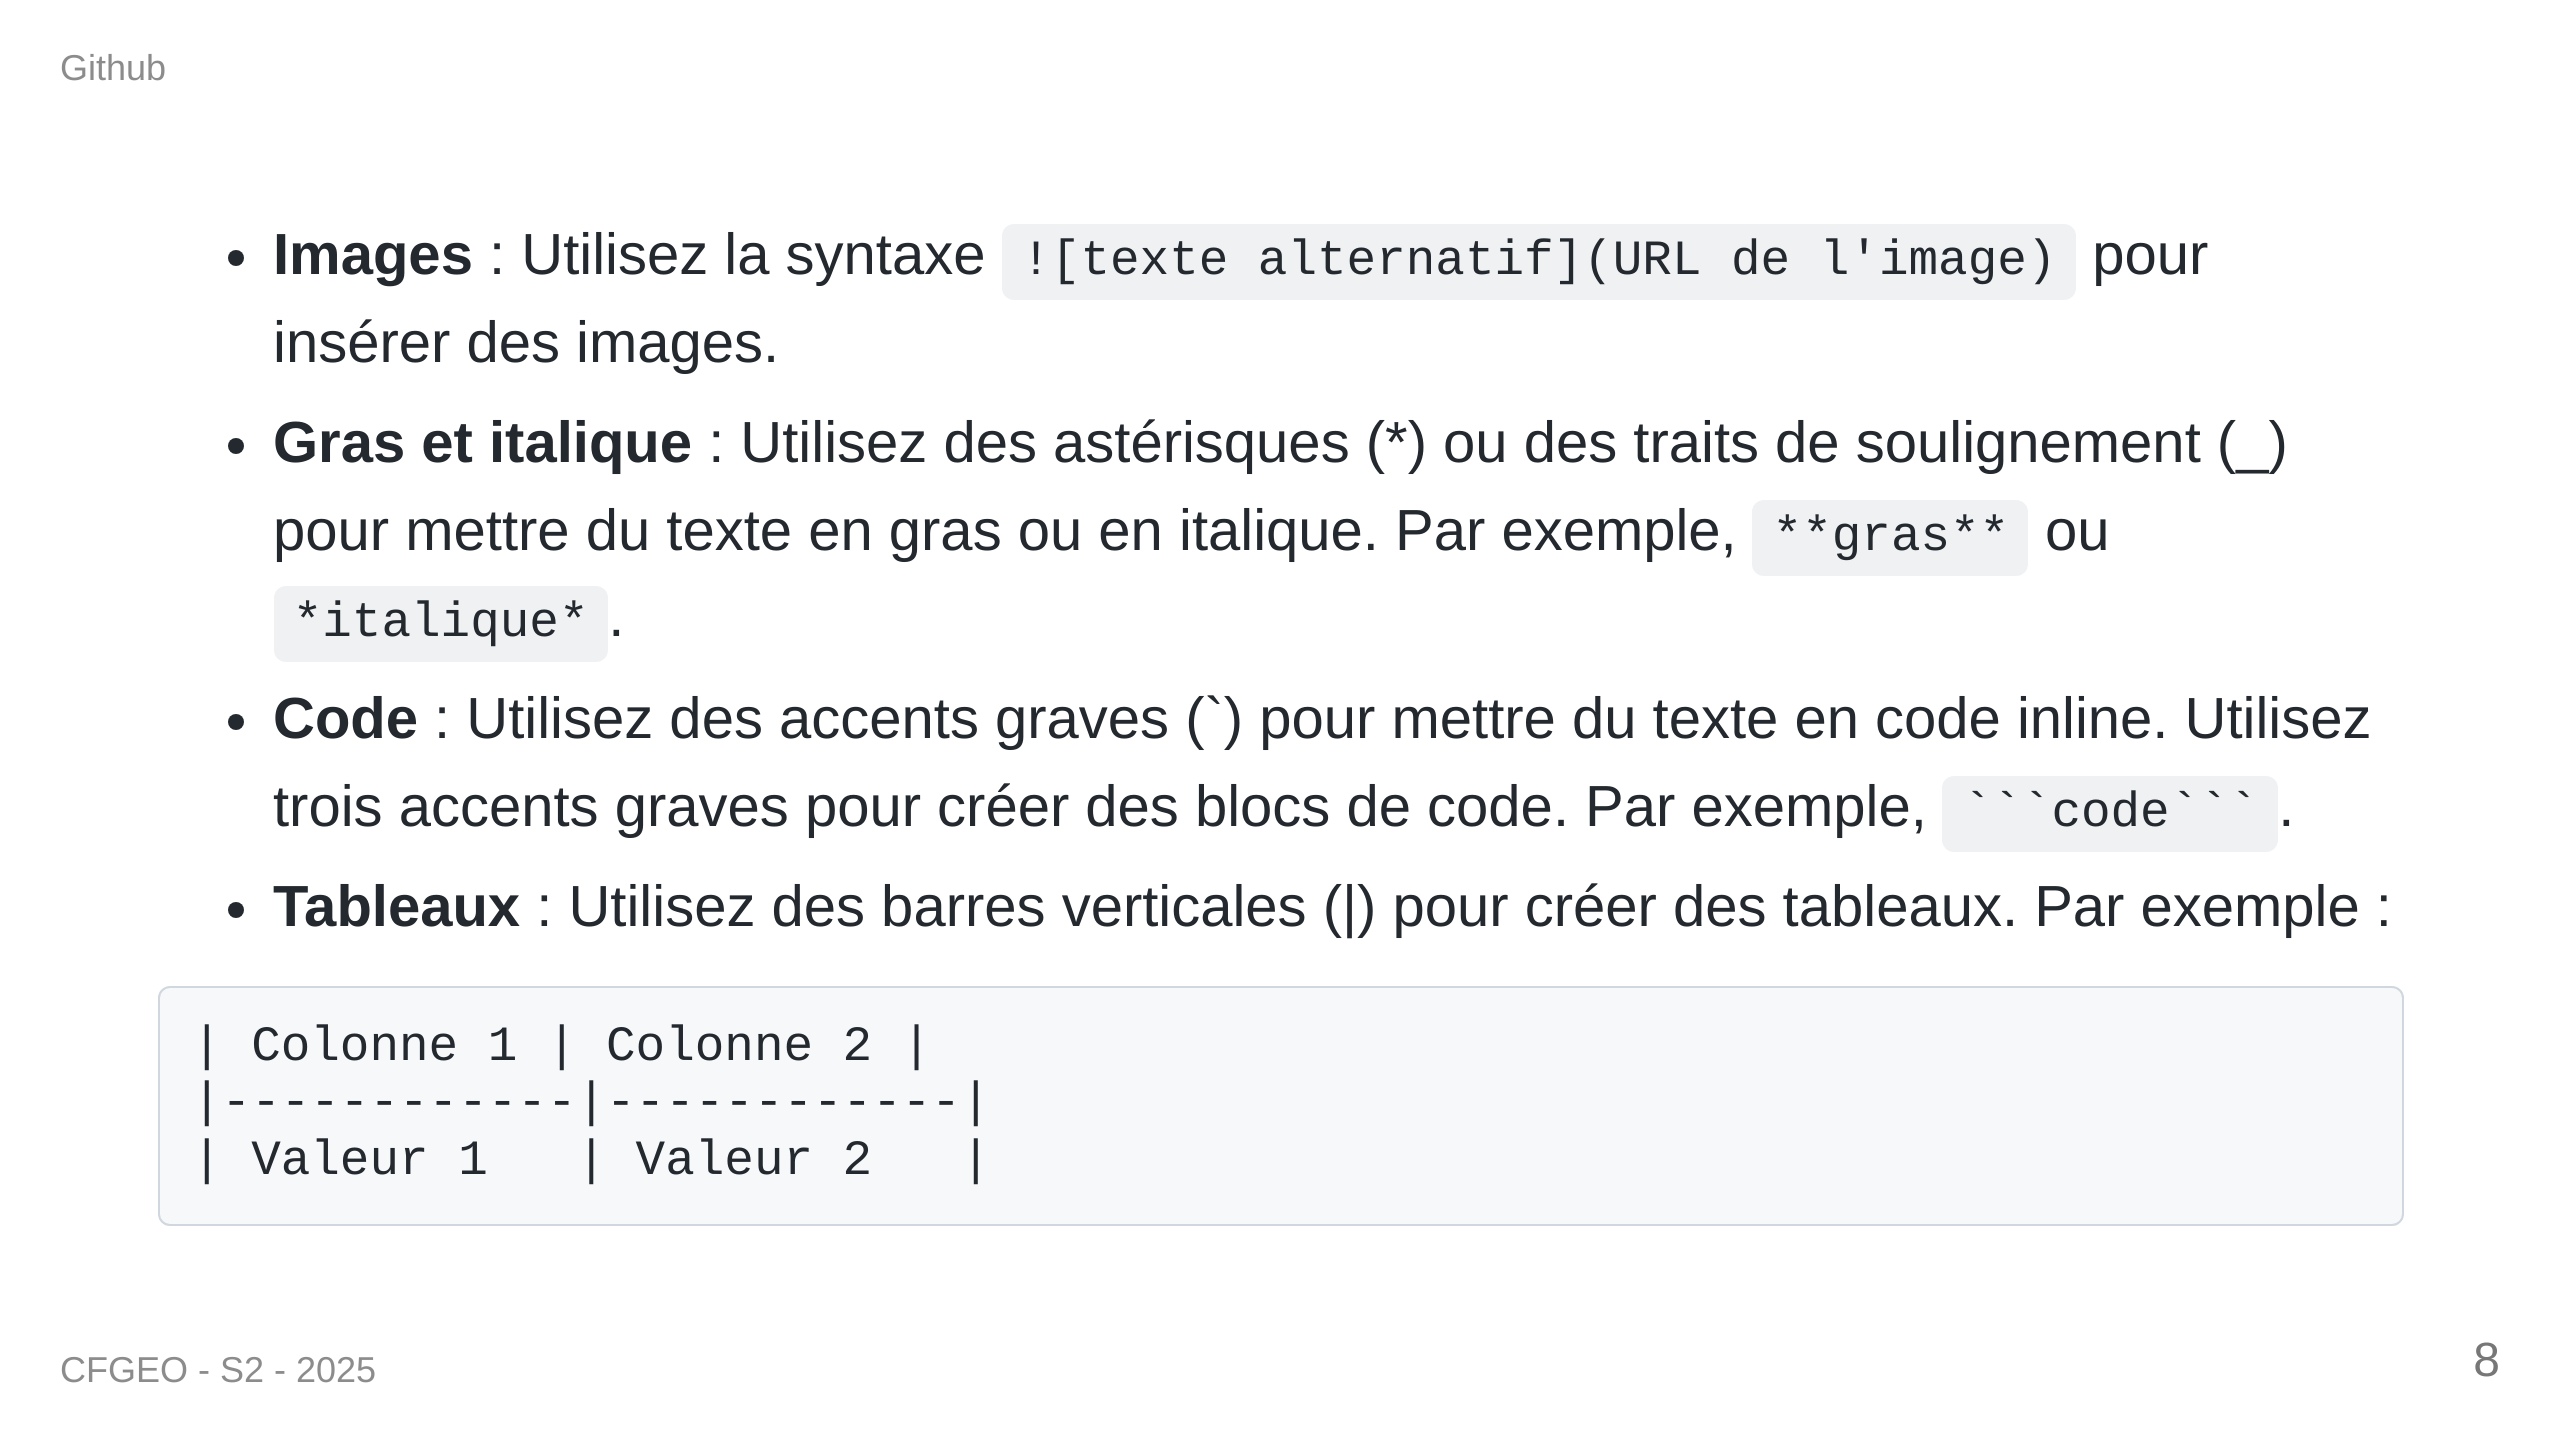 Github
• Images : Utilisez la syntaxe ![texte alternatif](URL de l'image) pour
insérer des images.
• Gras et italique : Utilisez des astérisques (*) ou des traits de soulignement (_)
pour mettre du texte en gras ou en italique. Par exemple, **gras** ou
*italique*.
• Code : Utilisez des accents graves (`) pour mettre du texte en code inline. Utilisez
trois accents graves pour créer des blocs de code. Par exemple, ```code```.
• Tableaux : Utilisez des barres verticales (|) pour créer des tableaux. Par exemple :
| Colonne 1 | Colonne 2 |
|------------|------------|
| Valeur 1   | Valeur 2   |
CFGEO - S2 - 2025
8